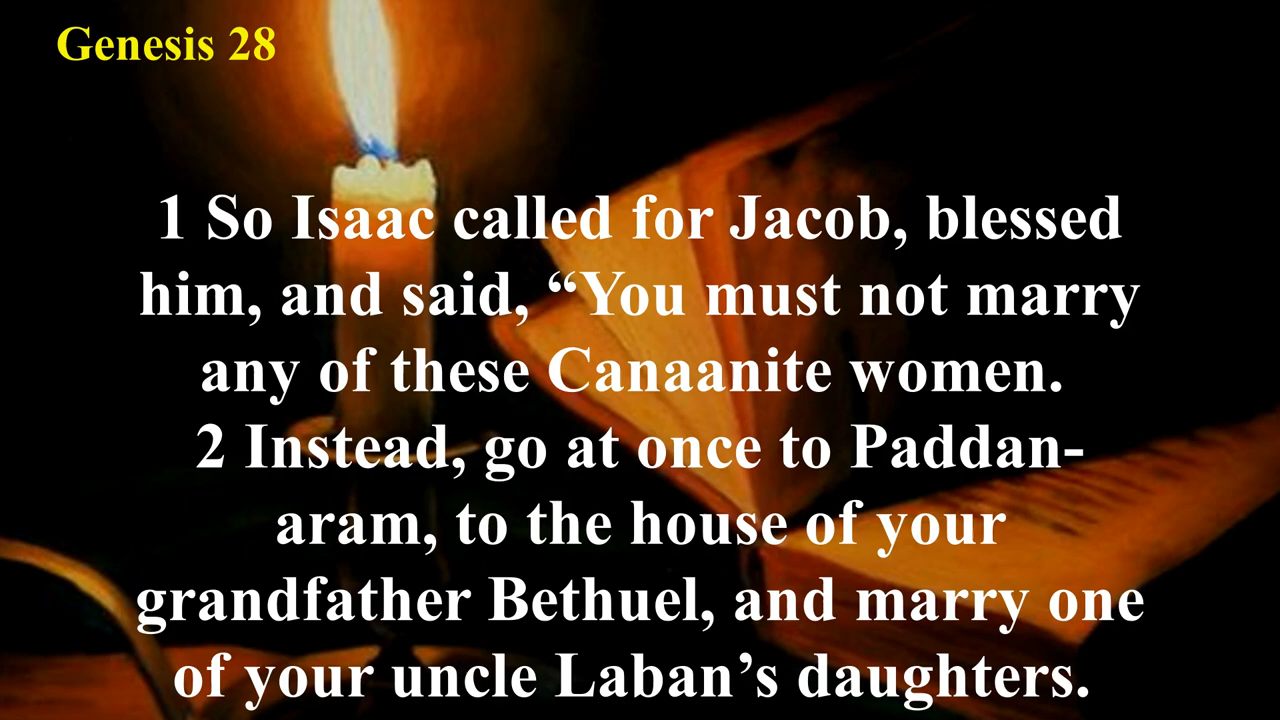 Genesis 28
1 So Isaac called for Jacob, blessed
him, and said, “You must not marry
any of these Canaanite women.
2 Instead, go at once to Paddan-
aram, to the house of your
grandfather Bethuel, and marry one
of your uncle Laban’s daughters.